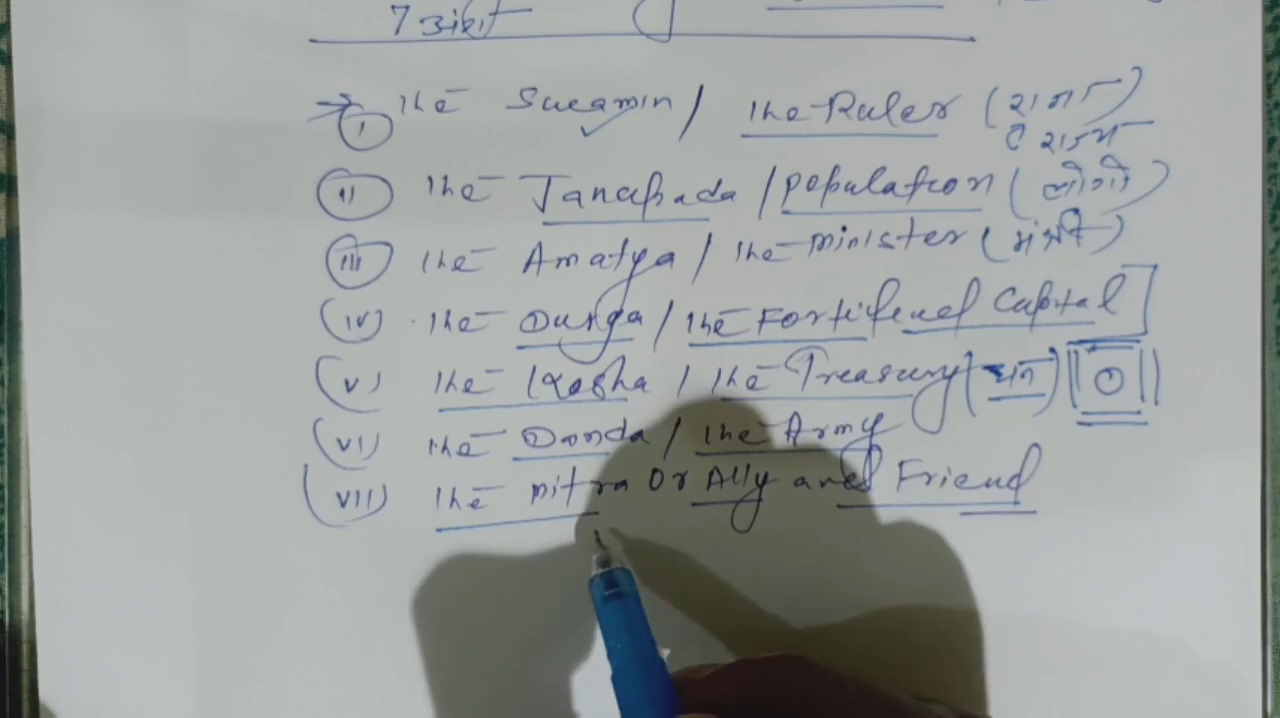 7 अंग
→ (i) The Swamin / The Ruler (राजा
(ii) The Janapada / Population (लोगो)
(iii) The Amatya / The Minister (मंत्री)
(iv) The Durga / The Fortified Capital ]
(v) The Kosha / The Treasury (धन)
(vi) The Danda / The Army
(vii) The Mitra Or Ally and Friend